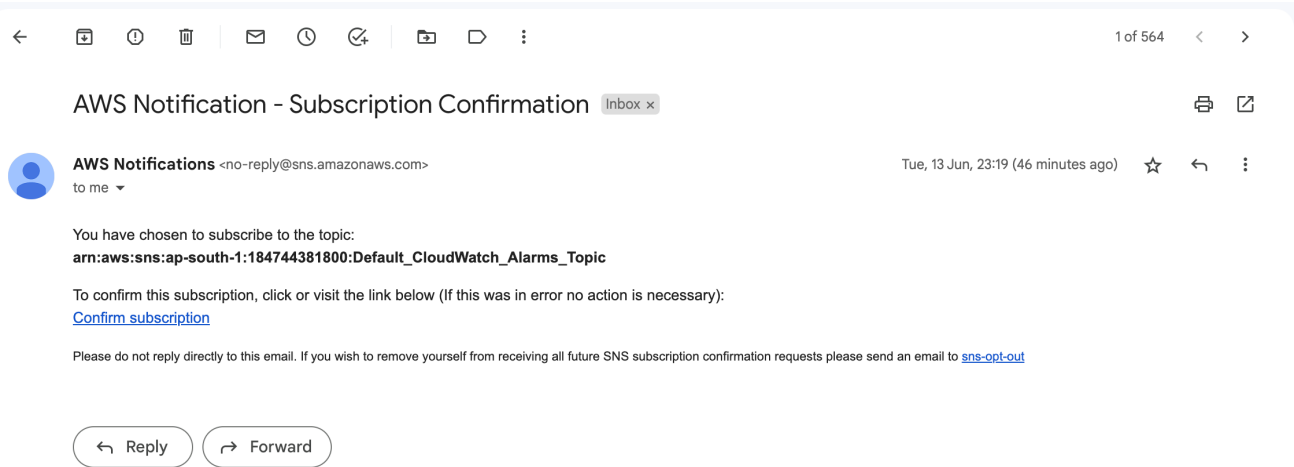 1 of 564
AWS Notification - Subscription Confirmation Inbox ×
AWS Notifications <no-reply@sns.amazonaws.com> Tue, 13 Jun, 23:19 (46 minutes ago)
to me
You have chosen to subscribe to the topic:
arn:aws:sns:ap-south-1:184744381800:Default_CloudWatch_Alarms_Topic
To confirm this subscription, click or visit the link below (If this was in error no action is necessary):
Confirm subscription
Please do not reply directly to this email. If you wish to remove yourself from receiving all future SNS subscription confirmation requests please send an email to sns-opt-out
Reply Forward